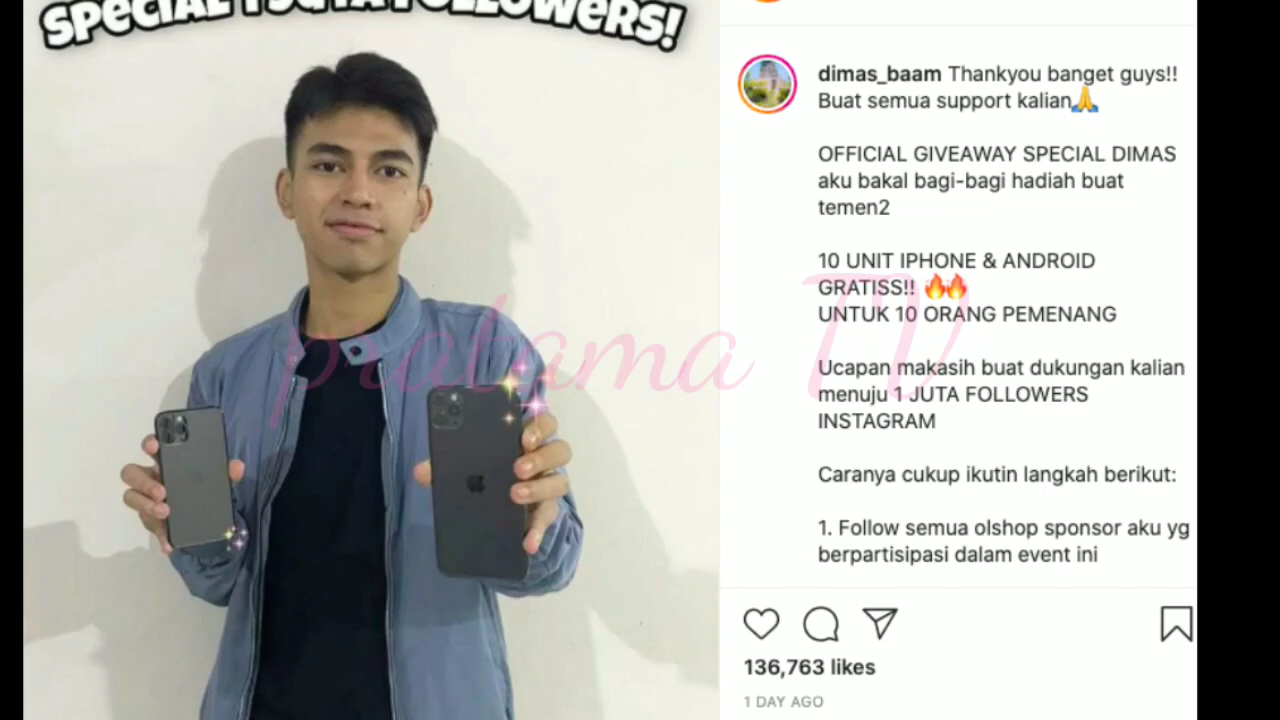 SPECIAL 1 JUTA FOLLOWERS!
dimas_baam Thankyou banget guys!!
Buat semua support kalian🙏
OFFICIAL GIVEAWAY SPECIAL DIMAS
aku bakal bagi-bagi hadiah buat
temen2
10 UNIT IPHONE & ANDROID
GRATISS!! 🔥🔥
UNTUK 10 ORANG PEMENANG
Ucapan makasih buat dukungan kalian
menuju 1 JUTA FOLLOWERS
INSTAGRAM
Caranya cukup ikutin langkah berikut:
1. Follow semua olshop sponsor aku yg
berpartisipasi dalam event ini
136,763 likes
1 DAY AGO
pratama TV